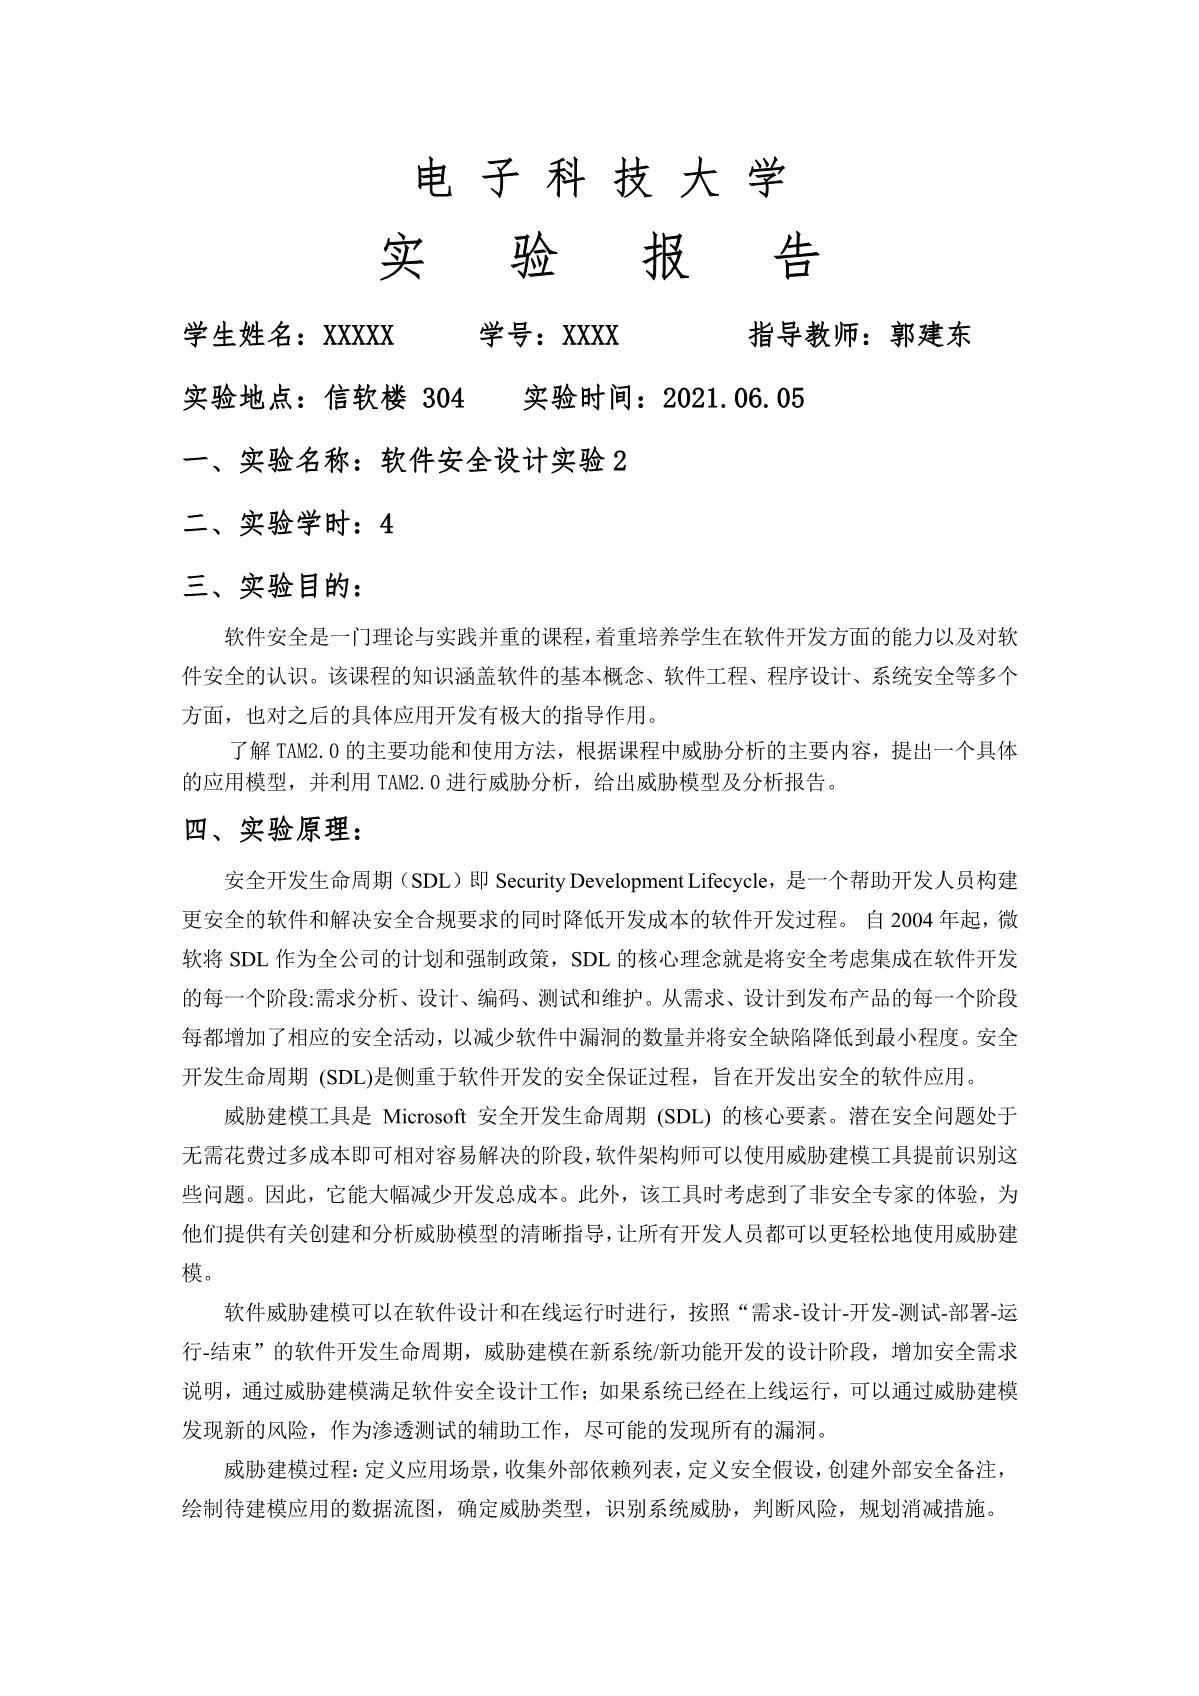 电 子 科 技 大 学
实 验 报 告
学生姓名：XXXXX 学号：XXXX 指导教师：郭建东
实验地点：信软楼 304 实验时间：2021.06.05
一、实验名称：软件安全设计实验 2
二、实验学时：4
三、实验目的：
软件安全是一门理论与实践并重的课程，着重培养学生在软件开发方面的能力以及对软
件安全的认识。该课程的知识涵盖软件的基本概念、软件工程、程序设计、系统安全等多个
方面，也对之后的具体应用开发有极大的指导作用。
了解 TAM2.0 的主要功能和使用方法，根据课程中威胁分析的主要内容，提出一个具体
的应用模型，并利用 TAM2.0 进行威胁分析，给出威胁模型及分析报告。
四、实验原理：
安全开发生命周期（SDL）即 Security Development Lifecycle，是一个帮助开发人员构建
更安全的软件和解决安全合规要求的同时降低开发成本的软件开发过程。 自 2004 年起，微
软将 SDL 作为全公司的计划和强制政策，SDL 的核心理念就是将安全考虑集成在软件开发
的每一个阶段:需求分析、设计、编码、测试和维护。从需求、设计到发布产品的每一个阶段
每都增加了相应的安全活动，以减少软件中漏洞的数量并将安全缺陷降低到最小程度。安全
开发生命周期 (SDL)是侧重于软件开发的安全保证过程，旨在开发出安全的软件应用。
威胁建模工具是 Microsoft 安全开发生命周期 (SDL) 的核心要素。潜在安全问题处于
无需花费过多成本即可相对容易解决的阶段，软件架构师可以使用威胁建模工具提前识别这
些问题。因此，它能大幅减少开发总成本。此外，该工具时考虑到了非安全专家的体验，为
他们提供有关创建和分析威胁模型的清晰指导，让所有开发人员都可以更轻松地使用威胁建
模。
软件威胁建模可以在软件设计和在线运行时进行，按照“需求-设计-开发-测试-部署-运
行-结束”的软件开发生命周期，威胁建模在新系统/新功能开发的设计阶段，增加安全需求
说明，通过威胁建模满足软件安全设计工作；如果系统已经在上线运行，可以通过威胁建模
发现新的风险，作为渗透测试的辅助工作，尽可能的发现所有的漏洞。
威胁建模过程：定义应用场景，收集外部依赖列表，定义安全假设，创建外部安全备注，
绘制待建模应用的数据流图，确定威胁类型，识别系统威胁，判断风险，规划消减措施。